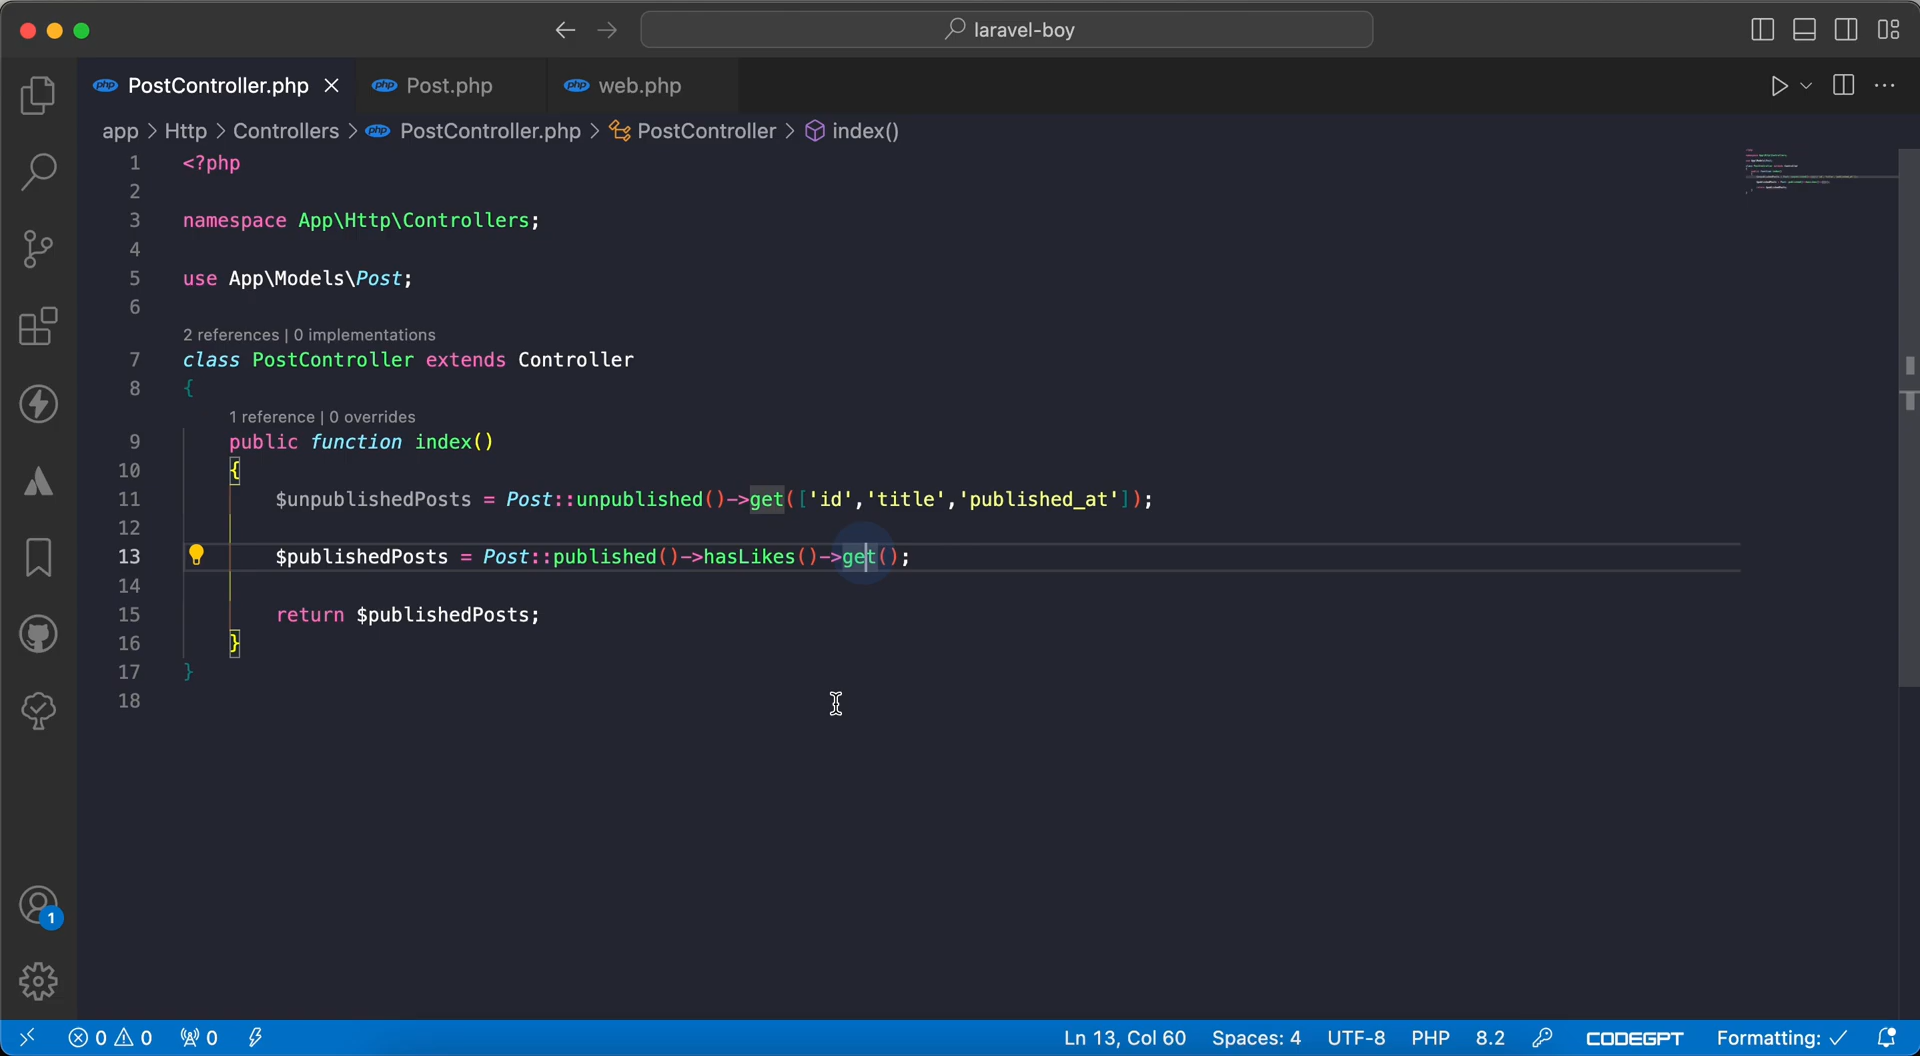 laravel-boy
PostController.php
Post.php
web.php
app > Http > Controllers > PostController.php > PostController > index()
1 <?php
2
3 namespace App\Http\Controllers;
4
5 use App\Models\Post;
6
2 references | 0 implementations
7 class PostController extends Controller
8 {
1 reference | 0 overrides
9 public function index()
10 {
11 $unpublishedPosts = Post::unpublished()->get(['id','title','published_at']);
12
13 $publishedPosts = Post::published()->hasLikes()->get();
14
15 return $publishedPosts;
16 }
17 }
18
1
0 0 0 Ln 13, Col 60 Spaces: 4 UTF-8 PHP 8.2 CODEGPT Formatting: ✓